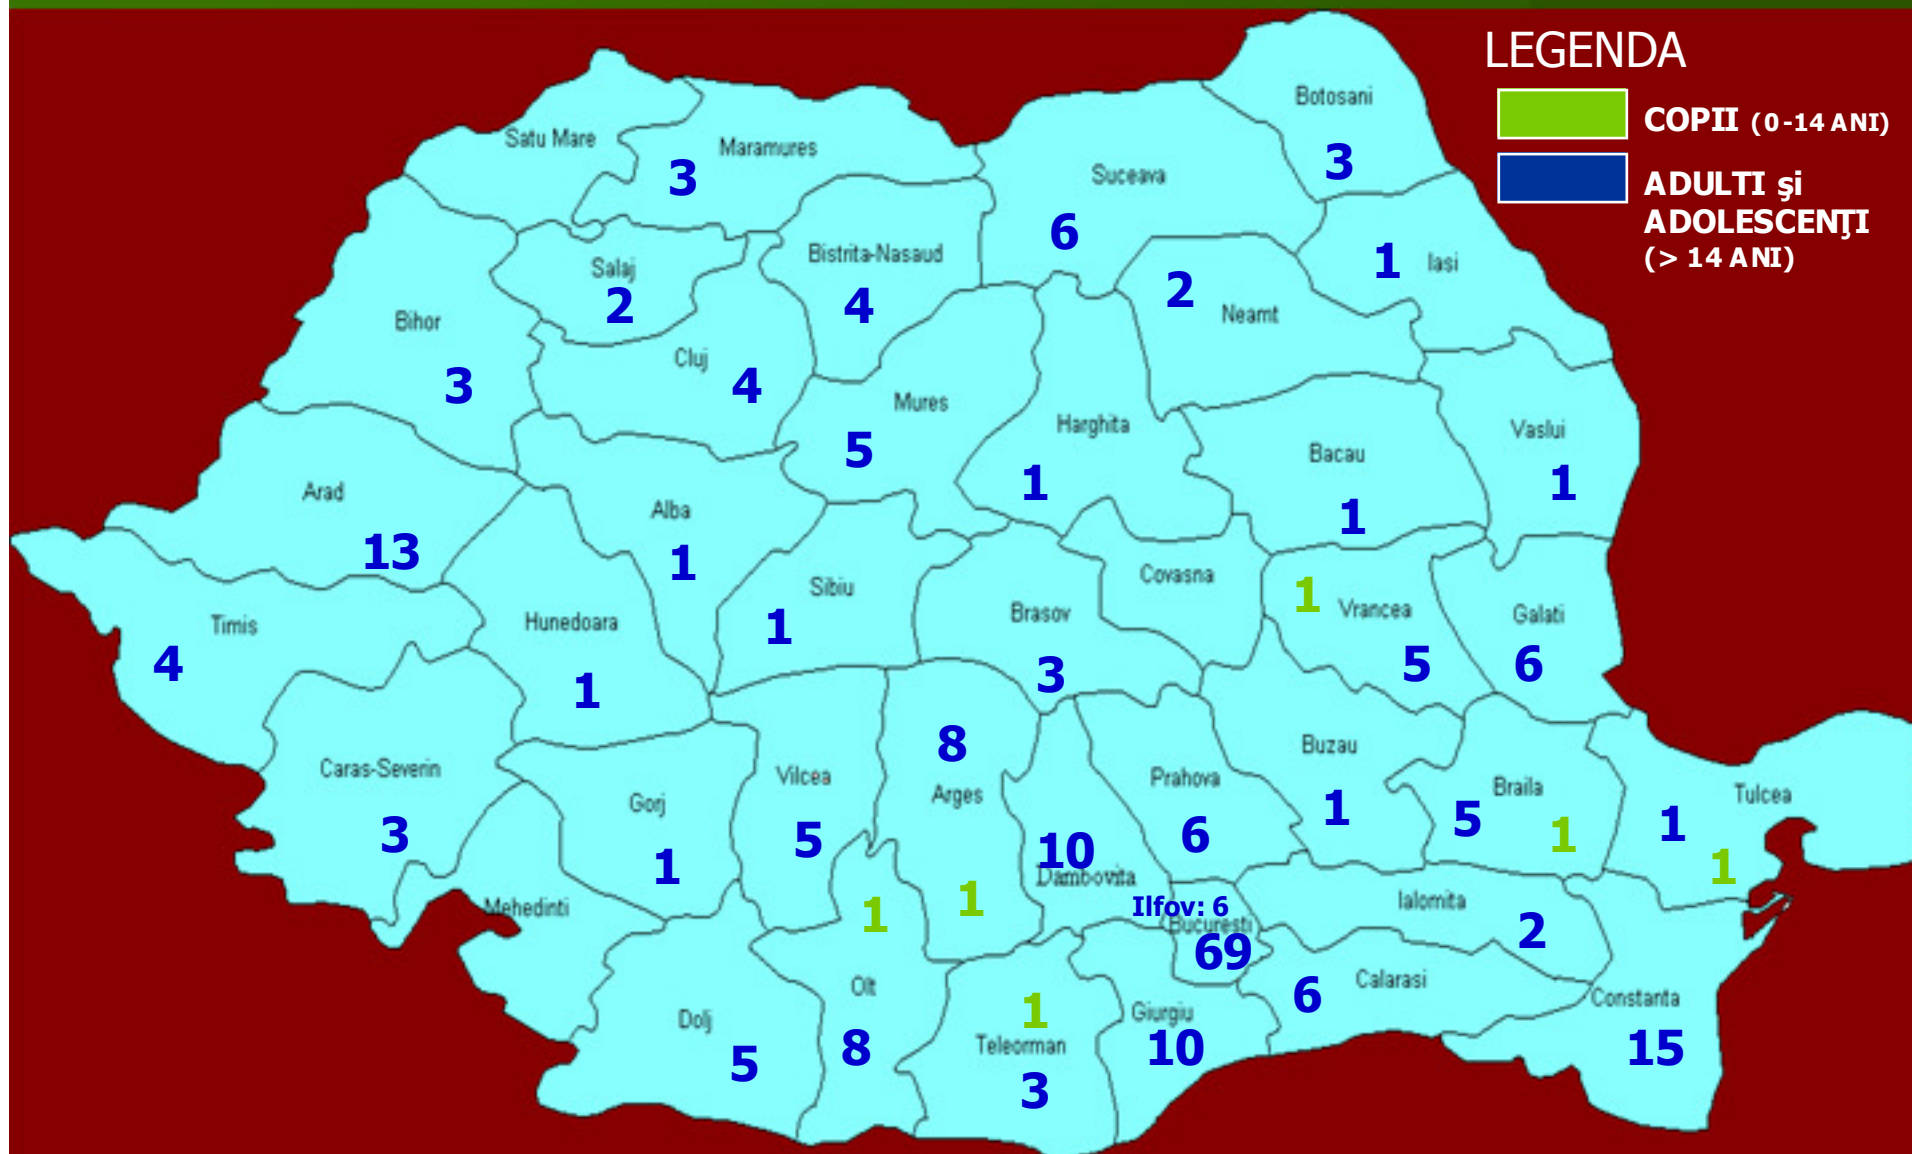 LEGENDA
COPII (0-14 ANI)
ADULTI şi
ADOLESCENŢI
(> 14 ANI)
Botosani
3
Satu Mare
Maramures
3
Suceava
6
Iasi
1
Bistrita-Nasaud
4
Salaj
2
Neamt
2
Bihor
3
Cluj
4
Mures
5
Harghita
1
Bacau
1
Vaslui
1
Arad
13
Alba
1
Sibiu
1
Brasov
3
Covasna
1
Vrancea
5
Galati
6
Timis
4
Hunedoara
1
Caras-Severin
3
Gorj
1
Vilcea
5
8
Arges
1
10
Dambovita
Prahova
6
Buzau
1
Braila
5
1
Tulcea
1
1
Mehedinti
Ilfov: 6
Bucuresti
69
Ialomita
2
Calarasi
6
Constanta
15
Dolj
5
1
Olt
8
1
Teleorman
3
Giurgiu
10